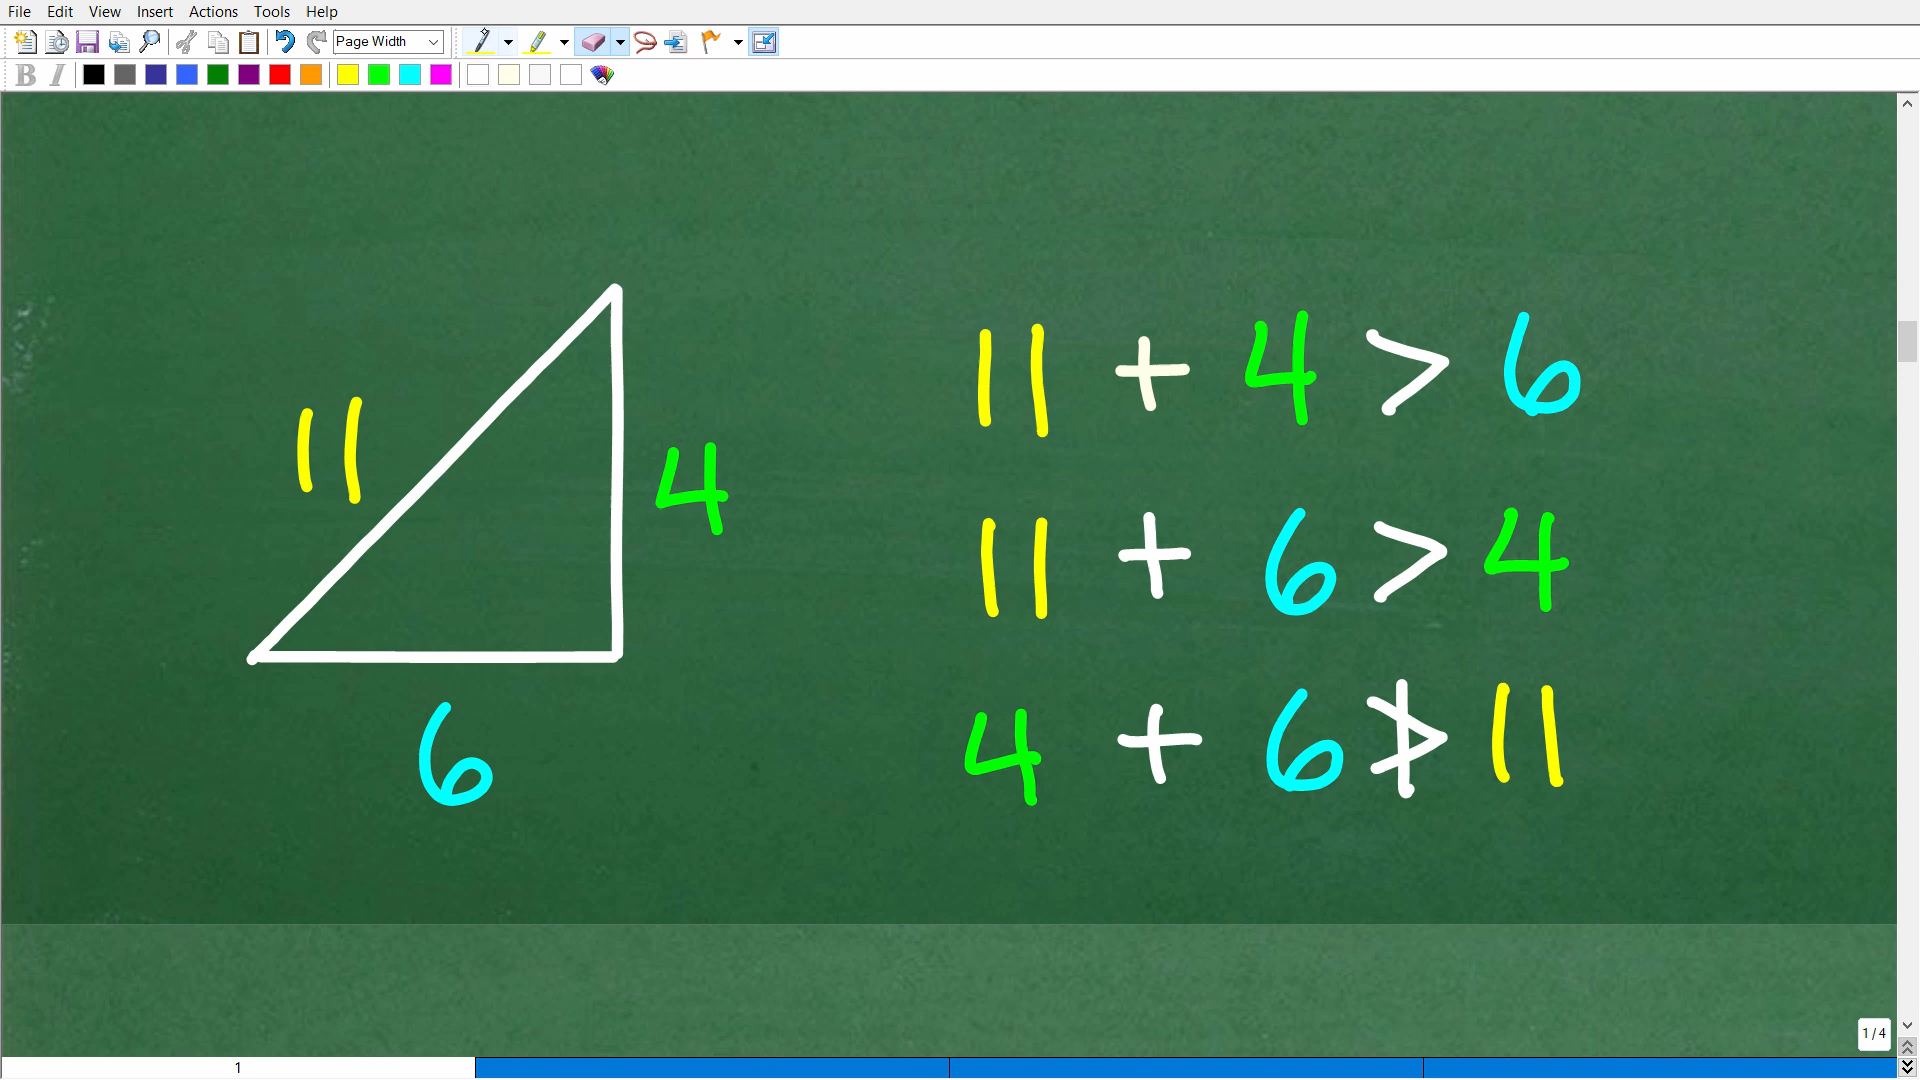 File Edit View Insert Actions Tools Help
Page Width
B I
11 + 4 > 6
11
4
11 + 6 > 4
6
4 + 6 ≯ 11
1 / 4
1